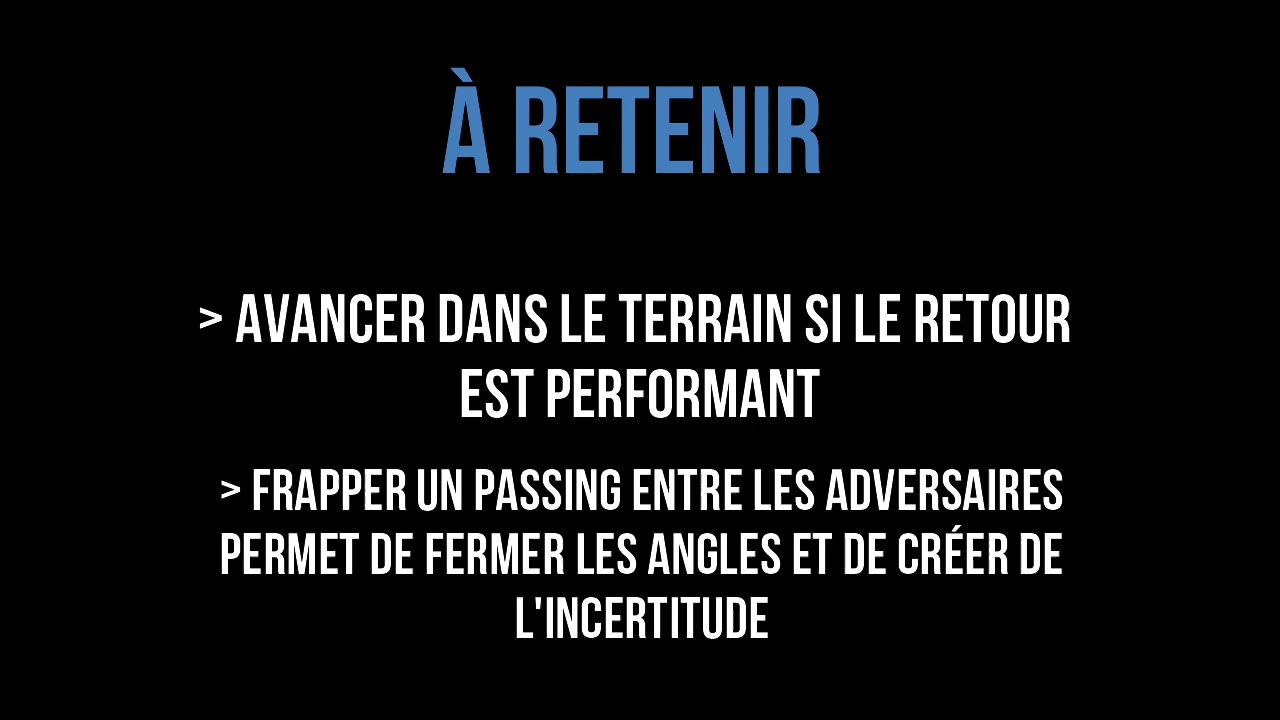 À RETENIR
> AVANCER DANS LE TERRAIN SI LE RETOUR
EST PERFORMANT
> FRAPPER UN PASSING ENTRE LES ADVERSAIRES
PERMET DE FERMER LES ANGLES ET DE CRÉER DE
L'INCERTITUDE